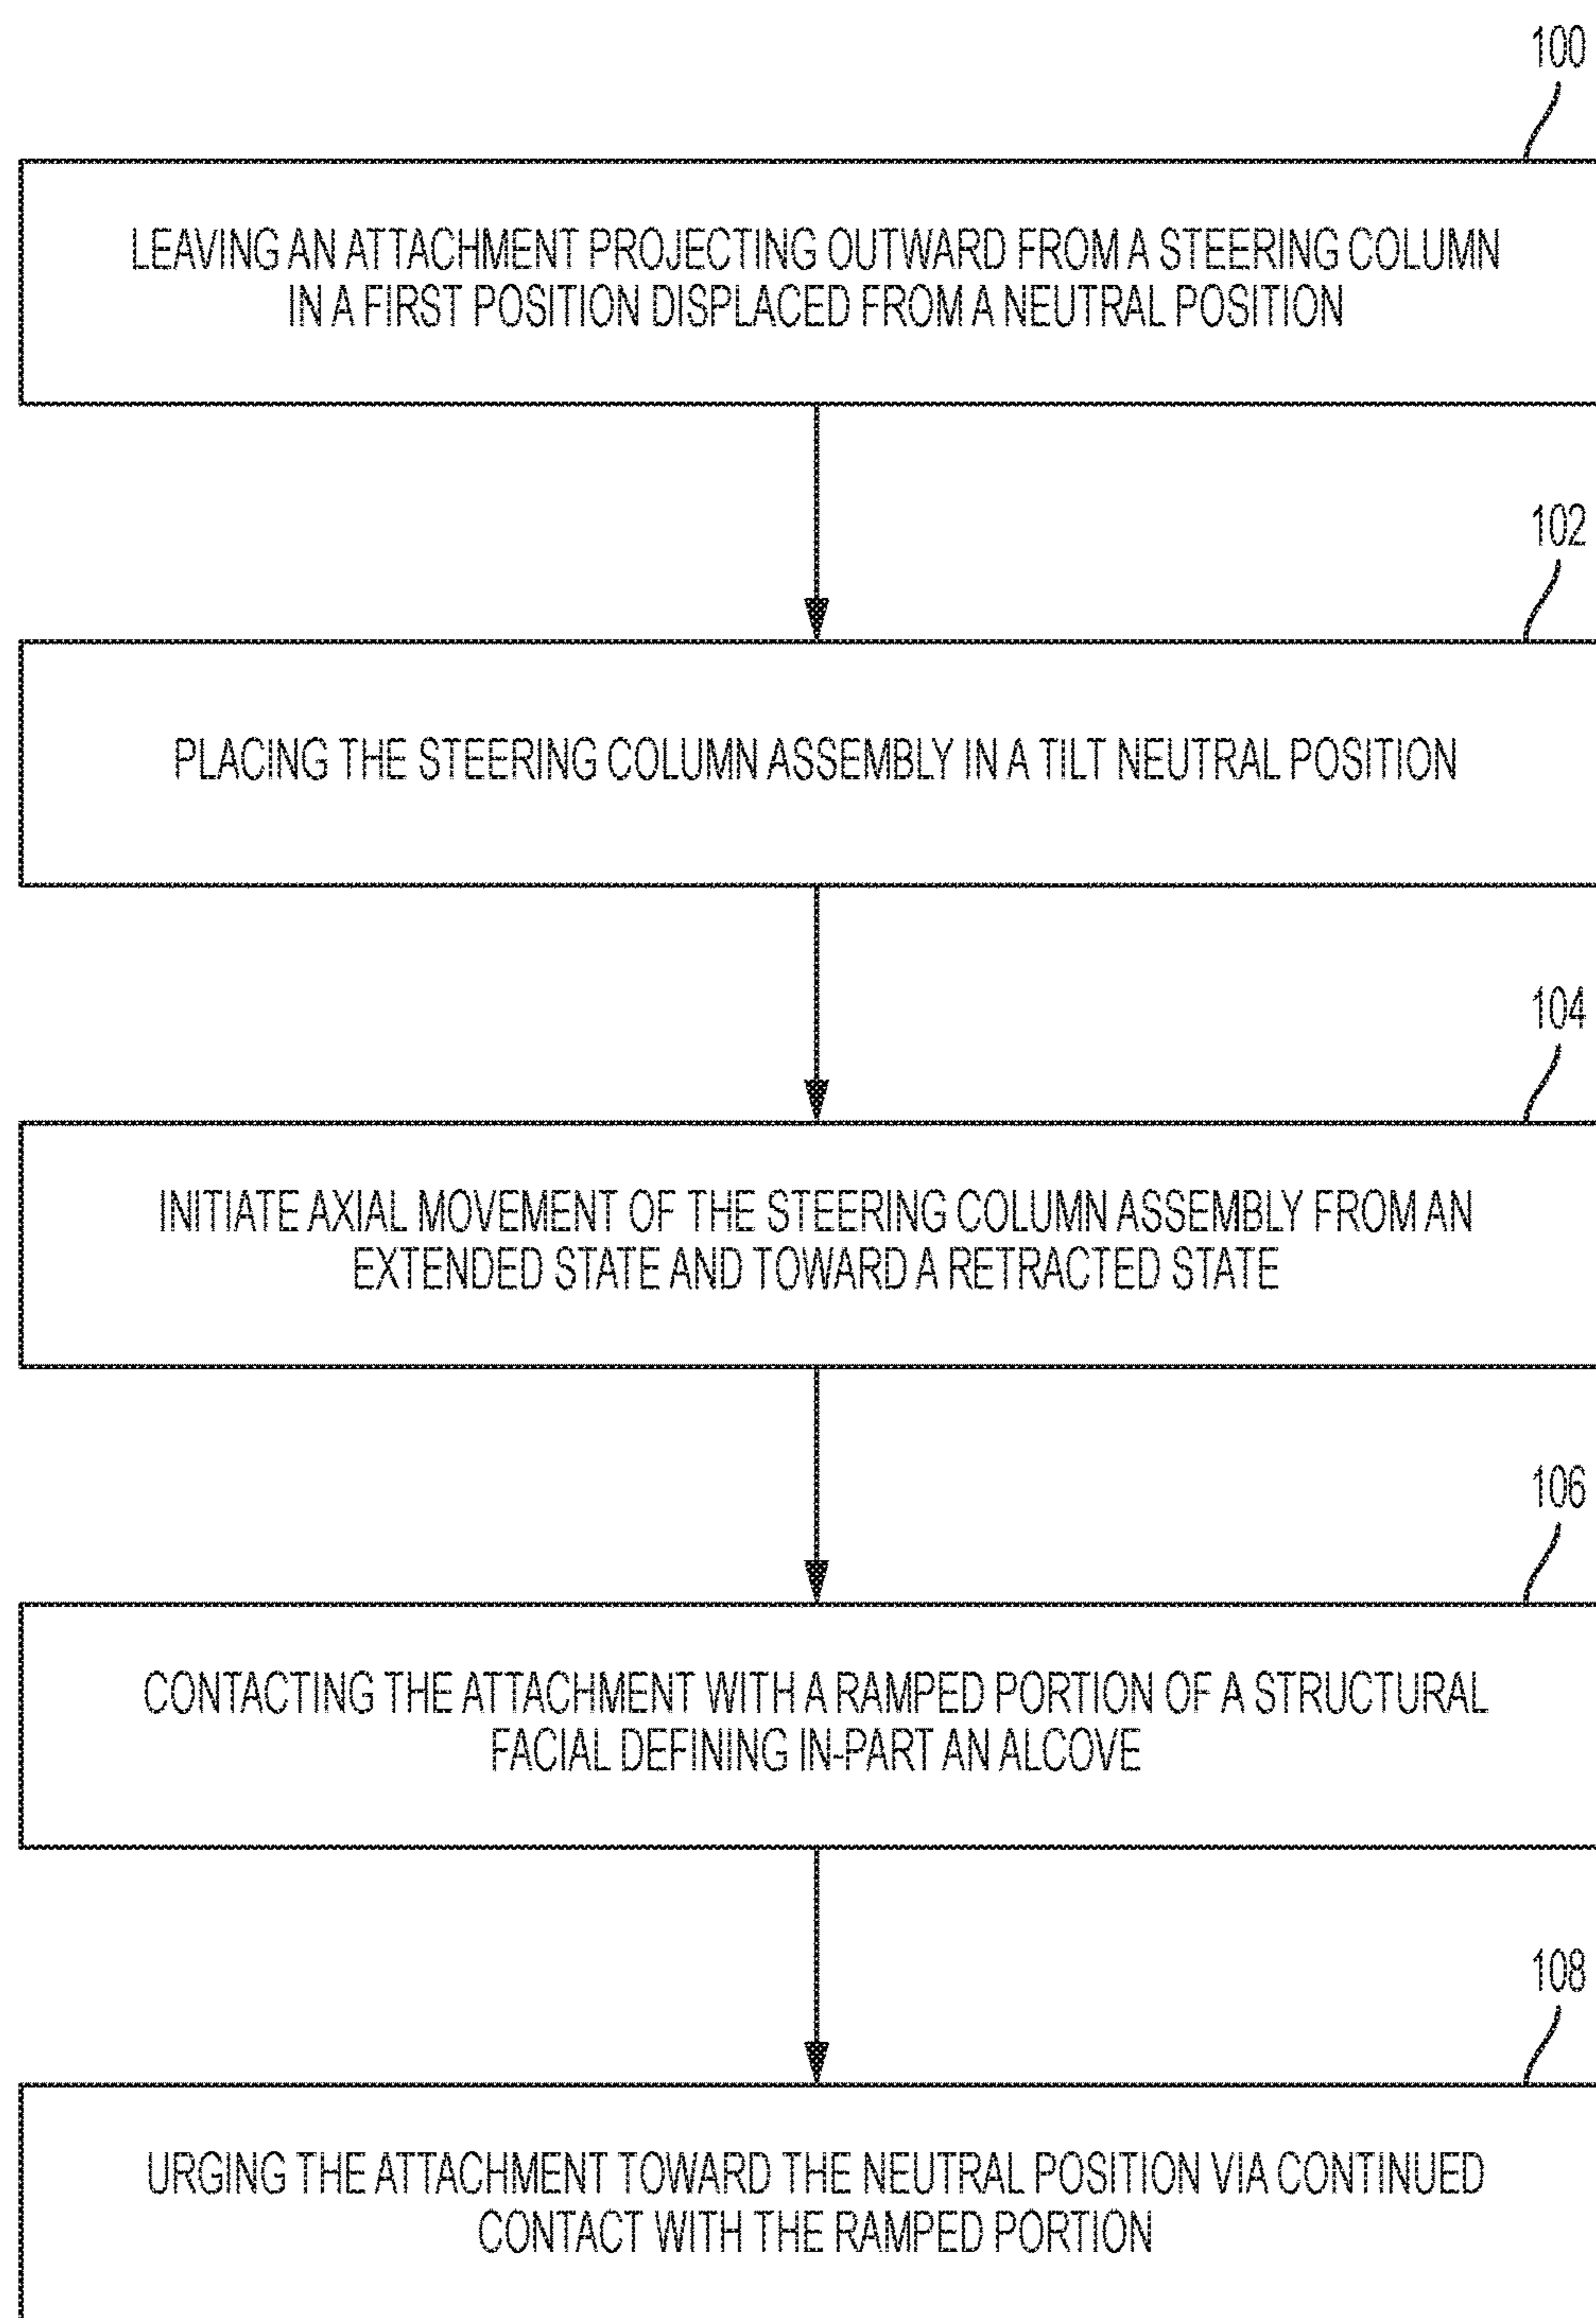 100
LEAVING AN ATTACHMENT PROJECTING OUTWARD FROM A STEERING COLUMN
IN A FIRST POSITION DISPLACED FROM A NEUTRAL POSITION
102
PLACING THE STEERING COLUMN ASSEMBLY IN A TILT NEUTRAL POSITION
104
INITIATE AXIAL MOVEMENT OF THE STEERING COLUMN ASSEMBLY FROM AN
EXTENDED STATE AND TOWARD A RETRACTED STATE
106
CONTACTING THE ATTACHMENT WITH A RAMPED PORTION OF A STRUCTURAL
FACIAL DEFINING IN-PART AN ALCOVE
108
URGING THE ATTACHMENT TOWARD THE NEUTRAL POSITION VIA CONTINUED
CONTACT WITH THE RAMPED PORTION